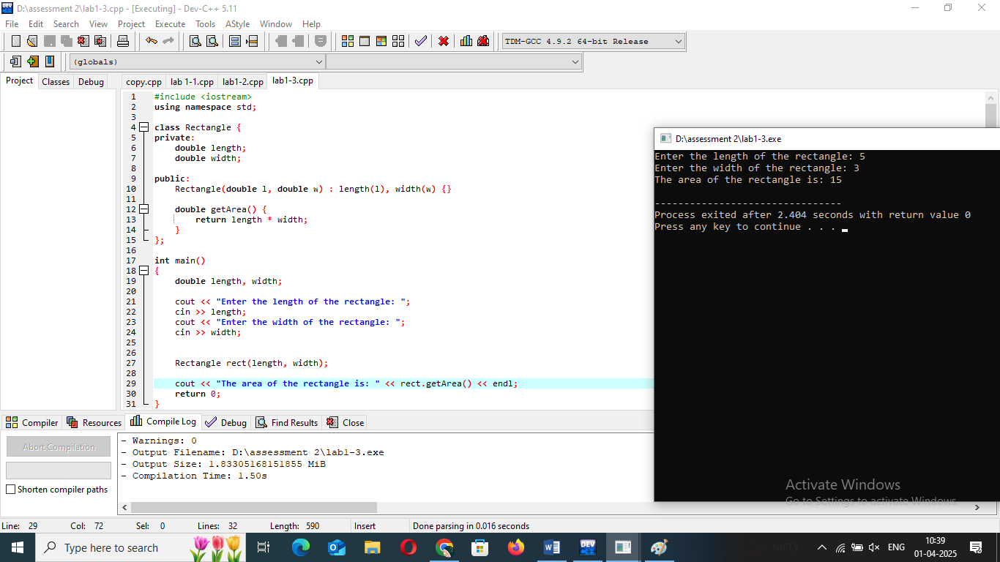 D:\assessment 2\lab1-3.cpp - [Executing] - Dev-C++ 5.11
File Edit Search View Project Execute Tools AStyle Window Help
TDM-GCC 4.9.2 64-bit Release
(globals)
Project Classes Debug
copy.cpp lab 1-1.cpp lab1-2.cpp lab1-3.cpp
1 #include <iostream>
2 using namespace std;
3
4 class Rectangle {
5 private:
6 double length;
7 double width;
8
9 public:
10 Rectangle(double l, double w) : length(l), width(w) {}
11
12 double getArea() {
13 return length * width;
14 }
15 };
16
17 int main()
18 {
19 double length, width;
20
21 cout << "Enter the length of the rectangle: ";
22 cin >> length;
23 cout << "Enter the width of the rectangle: ";
24 cin >> width;
25
26
27 Rectangle rect(length, width);
28
29 cout << "The area of the rectangle is: " << rect.getArea() << endl;
30 return 0;
31 }
D:\assessment 2\lab1-3.exe
Enter the length of the rectangle: 5
Enter the width of the rectangle: 3
The area of the rectangle is: 15
--------------------------------
Process exited after 2.404 seconds with return value 0
Press any key to continue . . .
Compiler Resources Compile Log Debug Find Results Close
Abort Compilation
Shorten compiler paths
- Warnings: 0
- Output Filename: D:\assessment 2\lab1-3.exe
- Output Size: 1.83305168151855 MiB
- Compilation Time: 1.50s
Activate Windows
Go to Settings to activate Windows.
Line: 29 Col: 72 Sel: 0 Lines: 32 Length: 590 Insert Done parsing in 0.016 seconds
Type here to search
DEV
NIFTY
ENG
10:39
01-04-2025